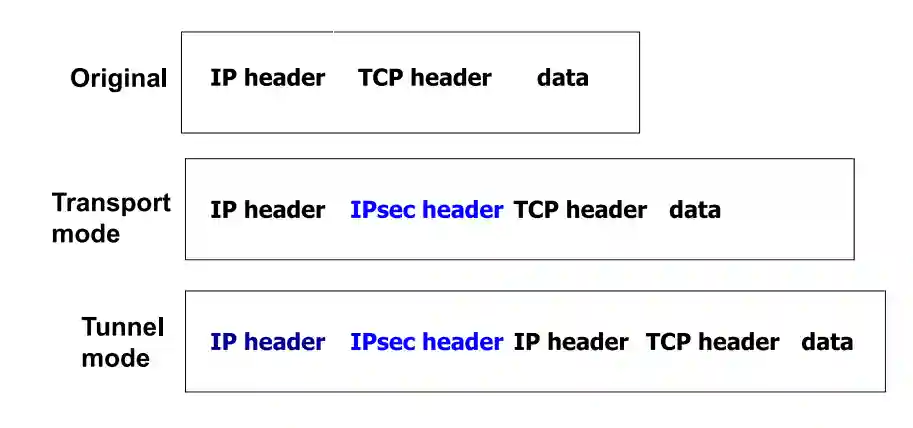 Original IP header TCP header data
Transport mode IP header IPsec header TCP header data
Tunnel mode IP header IPsec header IP header TCP header data